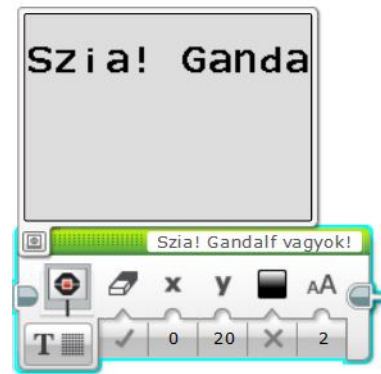 Szia! Ganda
Szia! Gandalf vagyok!
x y AA
T 0 20 2